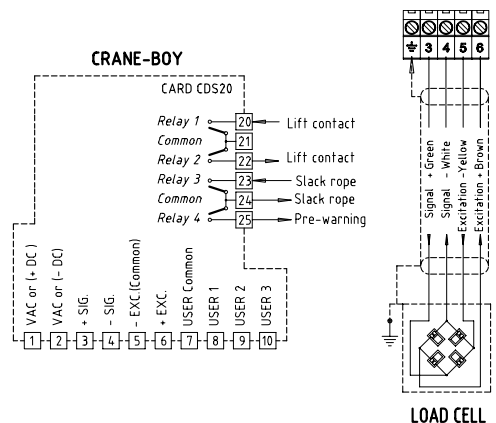 CRANE-BOY
CARD CDS20
Relay 1 20 Lift contact
Common 21
Relay 2 22 Lift contact
Relay 3 23 Slack rope
Common 24 Slack rope
Relay 4 25 Pre-warning
VAC or (+ DC )
VAC or (- DC)
+ SIG.
- SIG.
- EXC.(Common)
+ EXC.
USER Common
USER 1
USER 2
USER 3
1 2 3 4 5 6 7 8 9 10
3 4 5 6
Signal + Green
Signal - White
Excitation -Yellow
Excitation + Brown
LOAD CELL